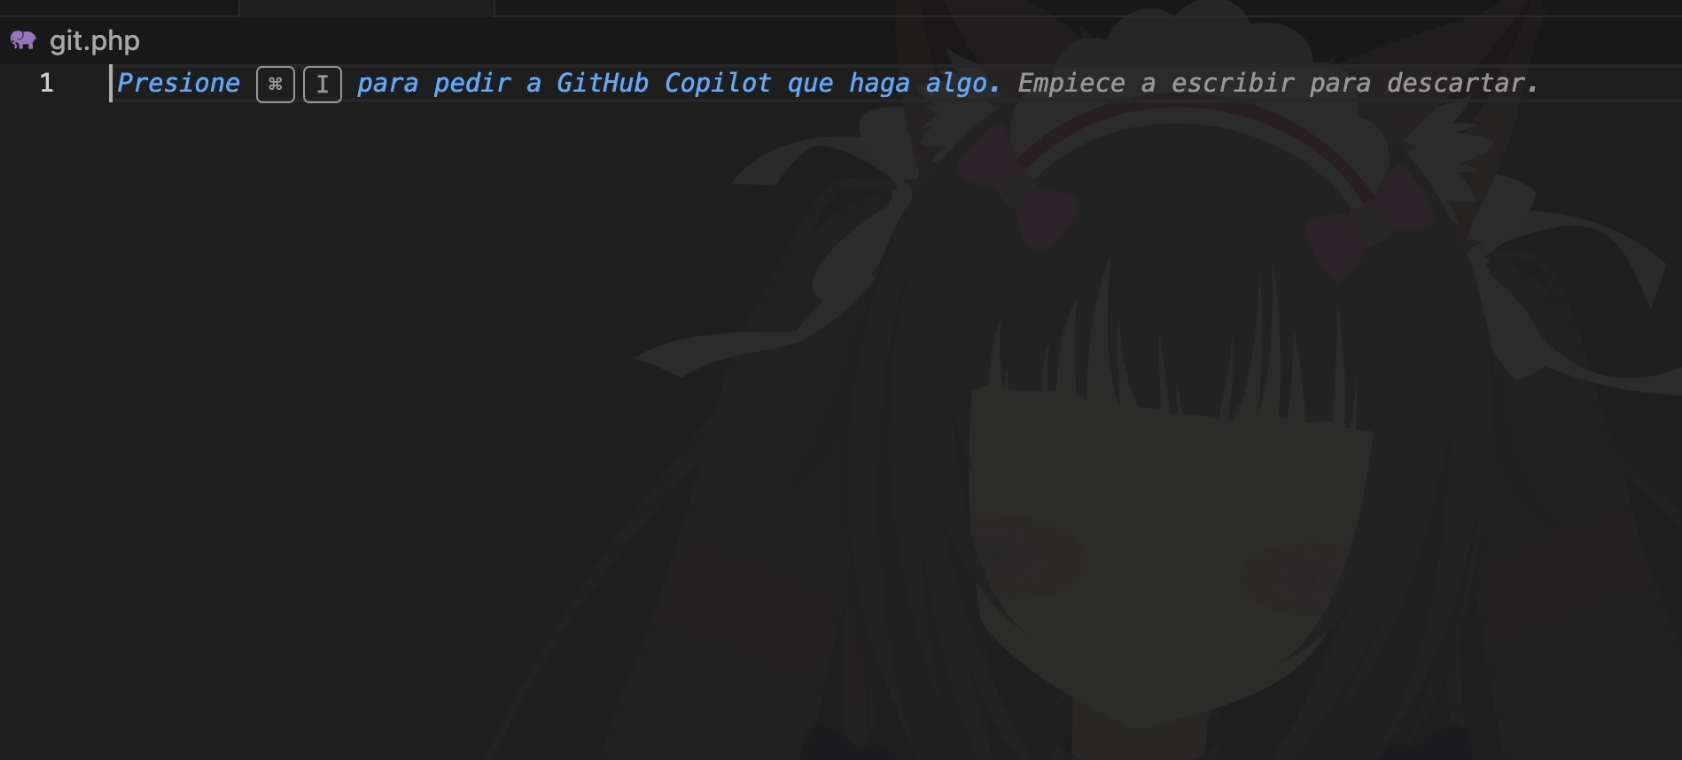 git.php
1 Presione ⌘ I para pedir a GitHub Copilot que haga algo. Empiece a escribir para descartar.